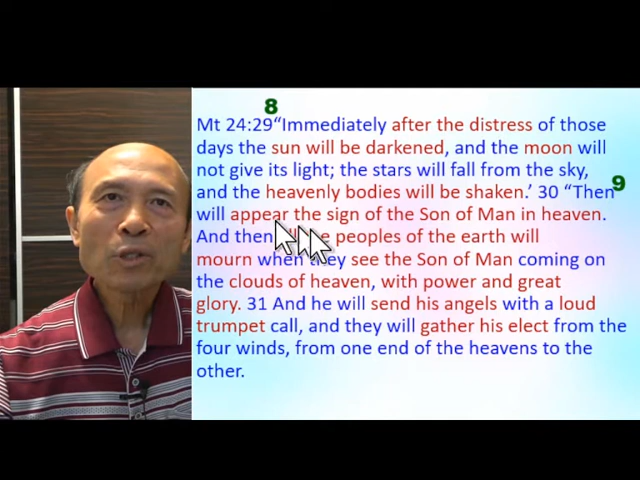 8
Mt 24:29“Immediately after the distress of those
days the sun will be darkened, and the moon will
not give its light; the stars will fall from the sky,
and the heavenly bodies will be shaken.’ 30 “Then
9
will appear the sign of the Son of Man in heaven.
And then peoples of the earth will
mourn when they see the Son of Man coming on
the clouds of heaven, with power and great
glory. 31 And he will send his angels with a loud
trumpet call, and they will gather his elect from the
four winds, from one end of the heavens to the
other.